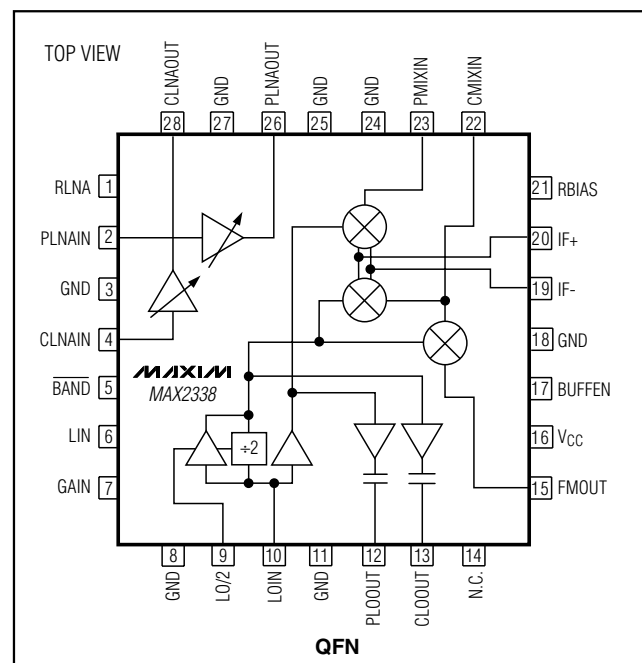 TOP VIEW
CLNAOUT
GND
PLNAOUT
GND
GND
PMIXIN
CMIXIN
28
27
26
25
24
23
22
RLNA 1
PLNAIN 2
GND 3
CLNAIN 4
BAND 5
LIN 6
GAIN 7
21 RBIAS
20 IF+
19 IF-
18 GND
17 BUFFEN
16 VCC
15 FMOUT
MAXIM
MAX2338
÷2
8
9
10
11
12
13
14
GND
LO/2
LOIN
GND
PLOOUT
CLOOUT
N.C.
QFN